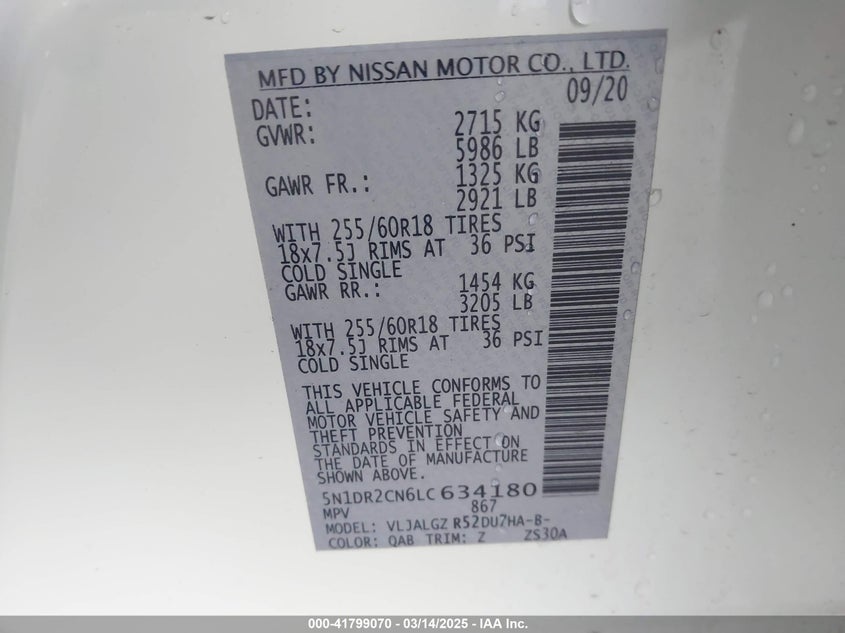 MFD BY NISSAN MOTOR CO., LTD.
DATE: 09/20
GVWR: 2715 KG
5986 LB
GAWR FR.: 1325 KG
2921 LB
WITH 255/60R18 TIRES
18x7.5J RIMS AT 36 PSI
COLD SINGLE
GAWR RR.: 1454 KG
3205 LB
WITH 255/60R18 TIRES
18x7.5J RIMS AT 36 PSI
COLD SINGLE
THIS VEHICLE CONFORMS TO
ALL APPLICABLE FEDERAL
MOTOR VEHICLE SAFETY AND
THEFT PREVENTION
STANDARDS IN EFFECT ON
THE DATE OF MANUFACTURE
SHOWN ABOVE.
5N1DR2CN6LC634180
MPV 867
MODEL: VLJALGZ R52DU7HA-B-
COLOR: QAB TRIM: Z ZS30A
000-41799070 - 03/14/2025 - IAA Inc.